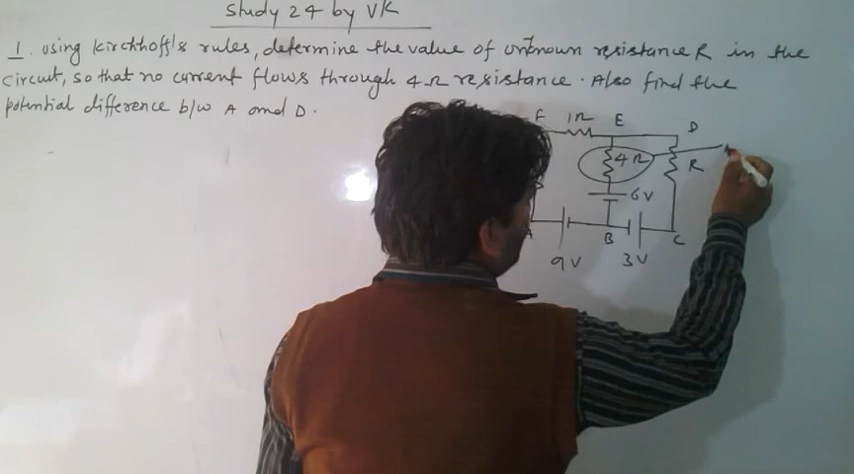 Study 24 by VK
1. using kirchhoff's rules, determine the value of unknown resistance R in the
circuit, so that no current flows through 4Ω resistance. Also find the
potential difference b/w A and D.
F 1Ω E D
4Ω R
6V
A B C
9V 3V